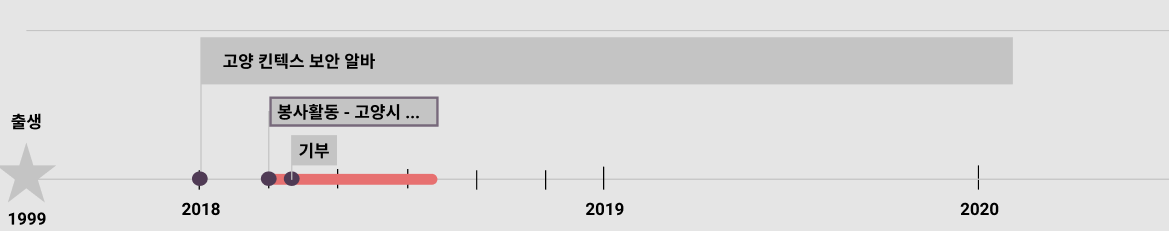 고양 킨텍스 보안 알바
봉사활동 - 고양시 ...
출생
기부
1999
2018
2019
2020